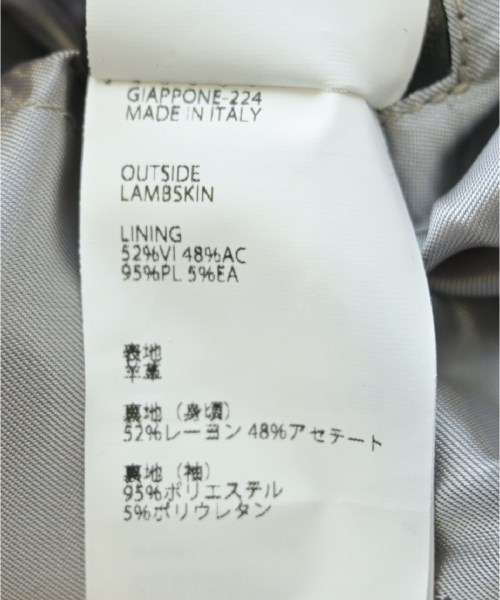 GIAPPONE-224
MADE IN ITALY
OUTSIDE
LAMBSKIN
LINING
52%VI 48%AC
95%PL 5%EA
表地
羊革
裏地（身頃）
52%レーヨン 48%アセテート
裏地（袖）
95%ポリエステル
5%ポリウレタン